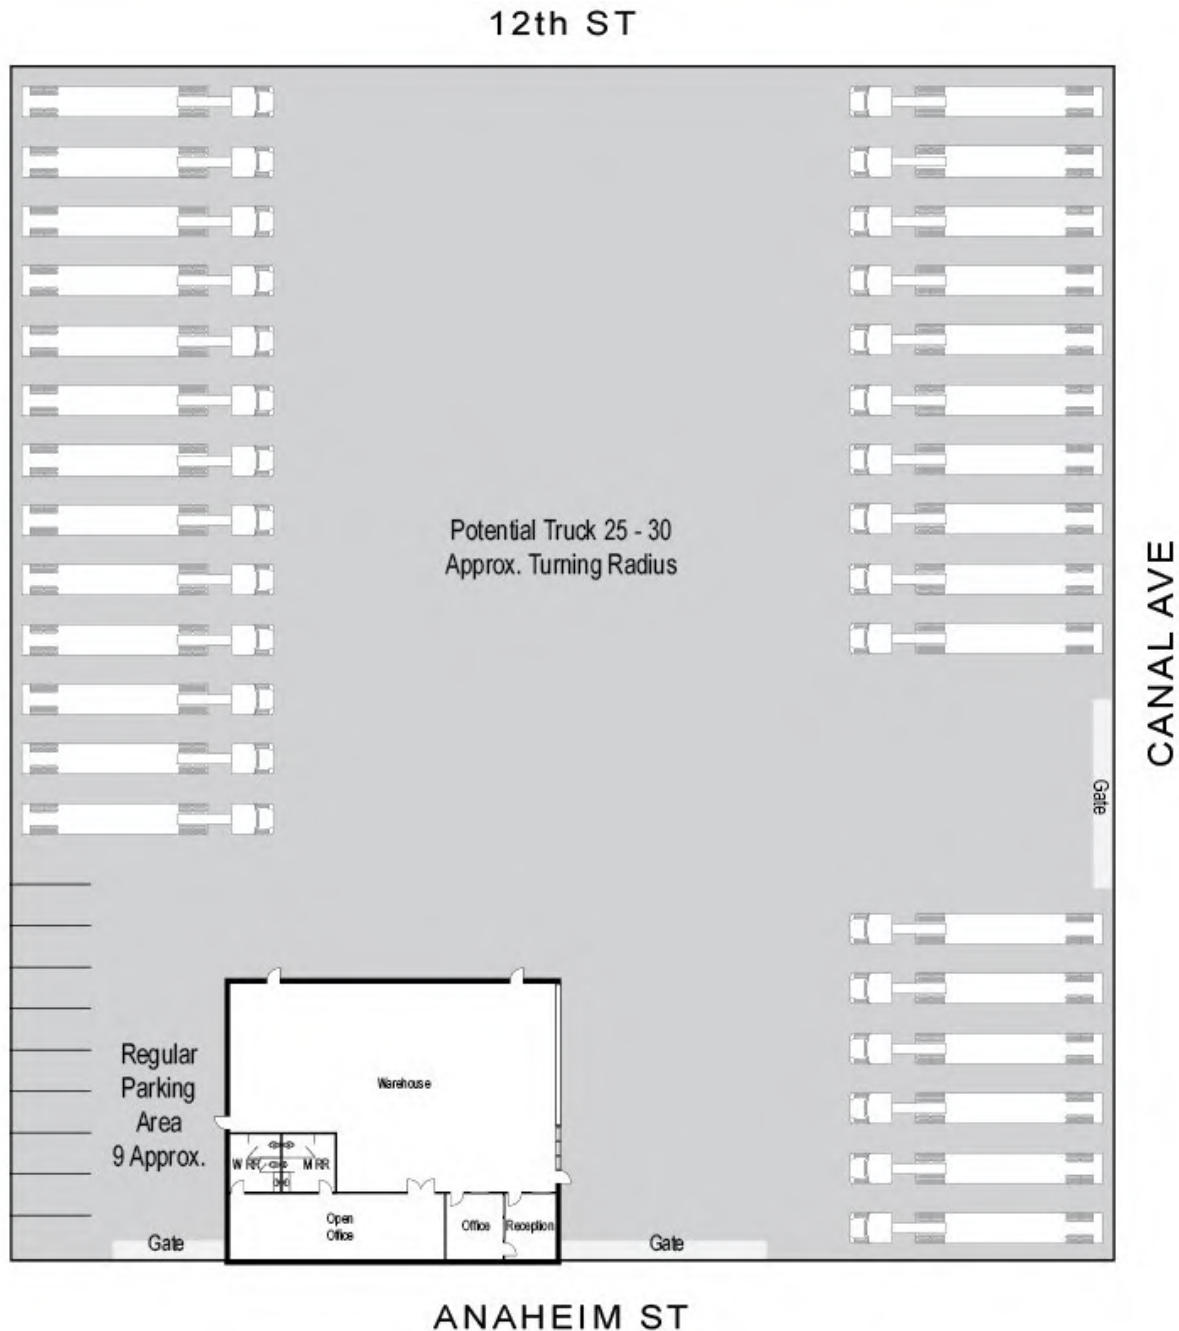 12th ST
Potential Truck 25 - 30
Approx. Turning Radius
CANAL AVE
Gate
Regular
Parking
Area
9 Approx.
Warehouse
W RR
M RR
Open
Office
Office
Reception
Gate
Gate
ANAHEIM ST